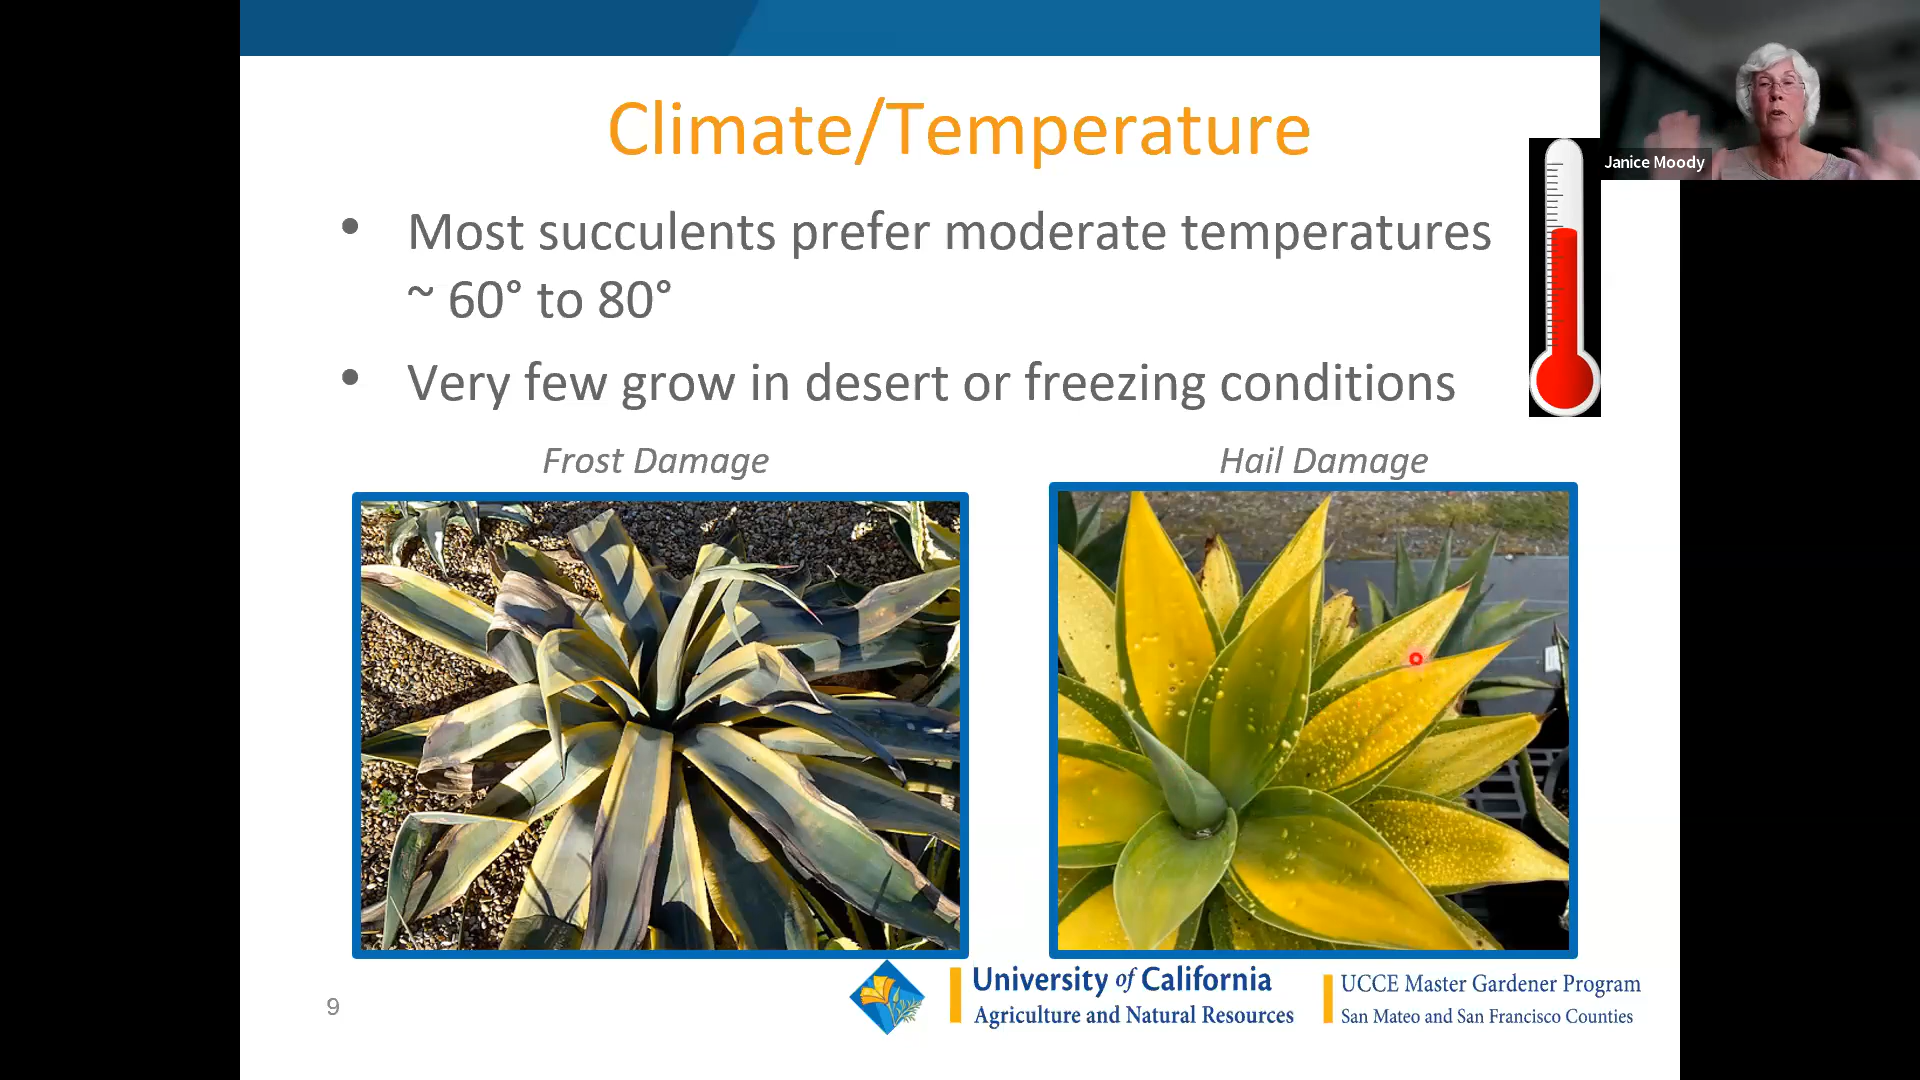 Climate/Temperature
Janice Moody
• Most succulents prefer moderate temperatures
~ 60° to 80°
• Very few grow in desert or freezing conditions
Frost Damage
Hail Damage
9
University of California
Agriculture and Natural Resources
UCCE Master Gardener Program
San Mateo and San Francisco Counties